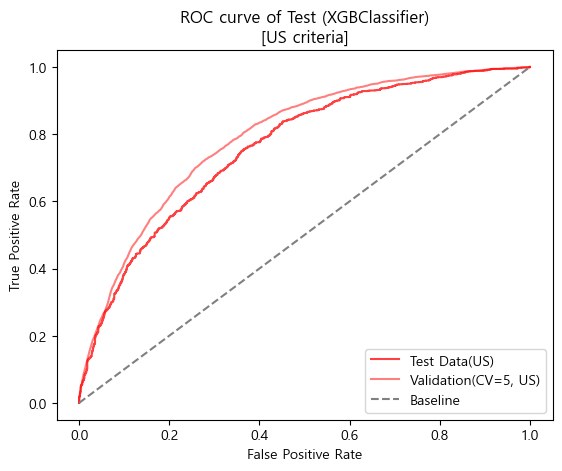 ROC curve of Test (XGBClassifier)
[US criteria]
True Positive Rate
1.0
0.8
0.6
0.4
0.2
0.0
Test Data(US)
Validation(CV=5, US)
Baseline
0.0 0.2 0.4 0.6 0.8 1.0
False Positive Rate